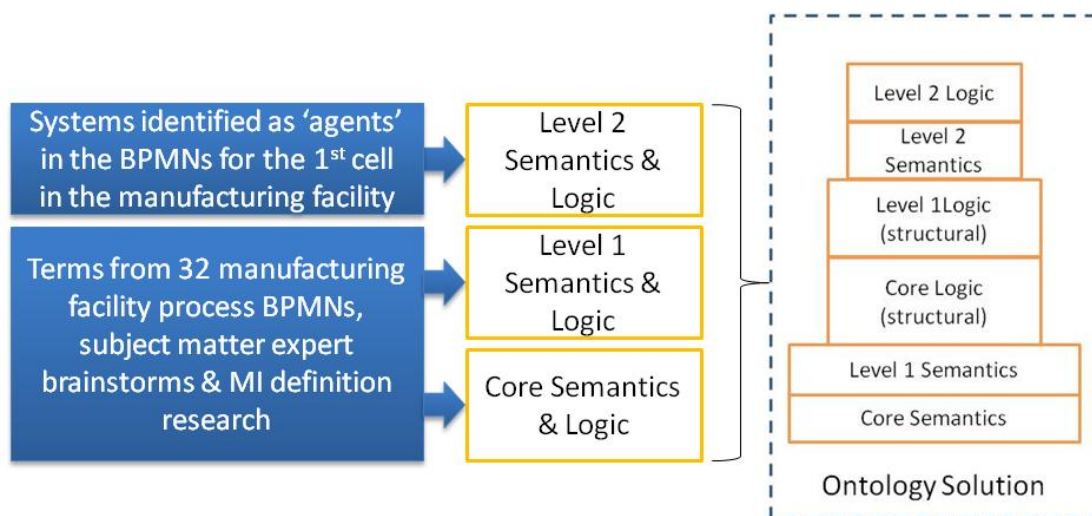 Systems identified as ‘agents’
in the BPMNs for the 1st cell
in the manufacturing facility
Terms from 32 manufacturing
facility process BPMNs,
subject matter expert
brainstorms & MI definition
research
Level 2
Semantics &
Logic
Level 1
Semantics &
Logic
Core Semantics
& Logic
Level 2 Logic
Level 2
Semantics
Level 1Logic
(structural)
Core Logic
(structural)
Level 1 Semantics
Core Semantics
Ontology Solution